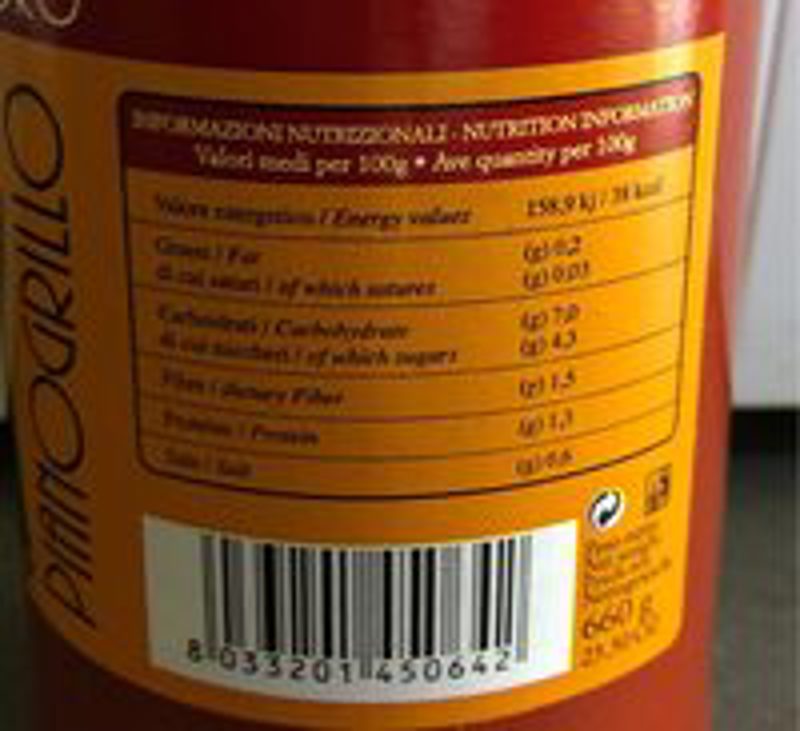 PIANOGRILLO
INFORMAZIONI NUTRIZIONALI - NUTRITION INFORMATION
Valori medi per 100g • Ave quantity per 100g
Valore energetico / Energy values 158,9 kJ / 38 kcal
Grassi / Fat (g) 0,2
di cui saturi / of which satures (g) 0,03
Carboidrati / Carbohydrate (g) 7,0
di cui zuccheri / of which sugars (g) 4,3
Fibre / Dietary Fiber (g) 1,5
Proteine / Protein (g) 1,3
Sale / Salt (g) 0,6
8 033201 450642
660 g